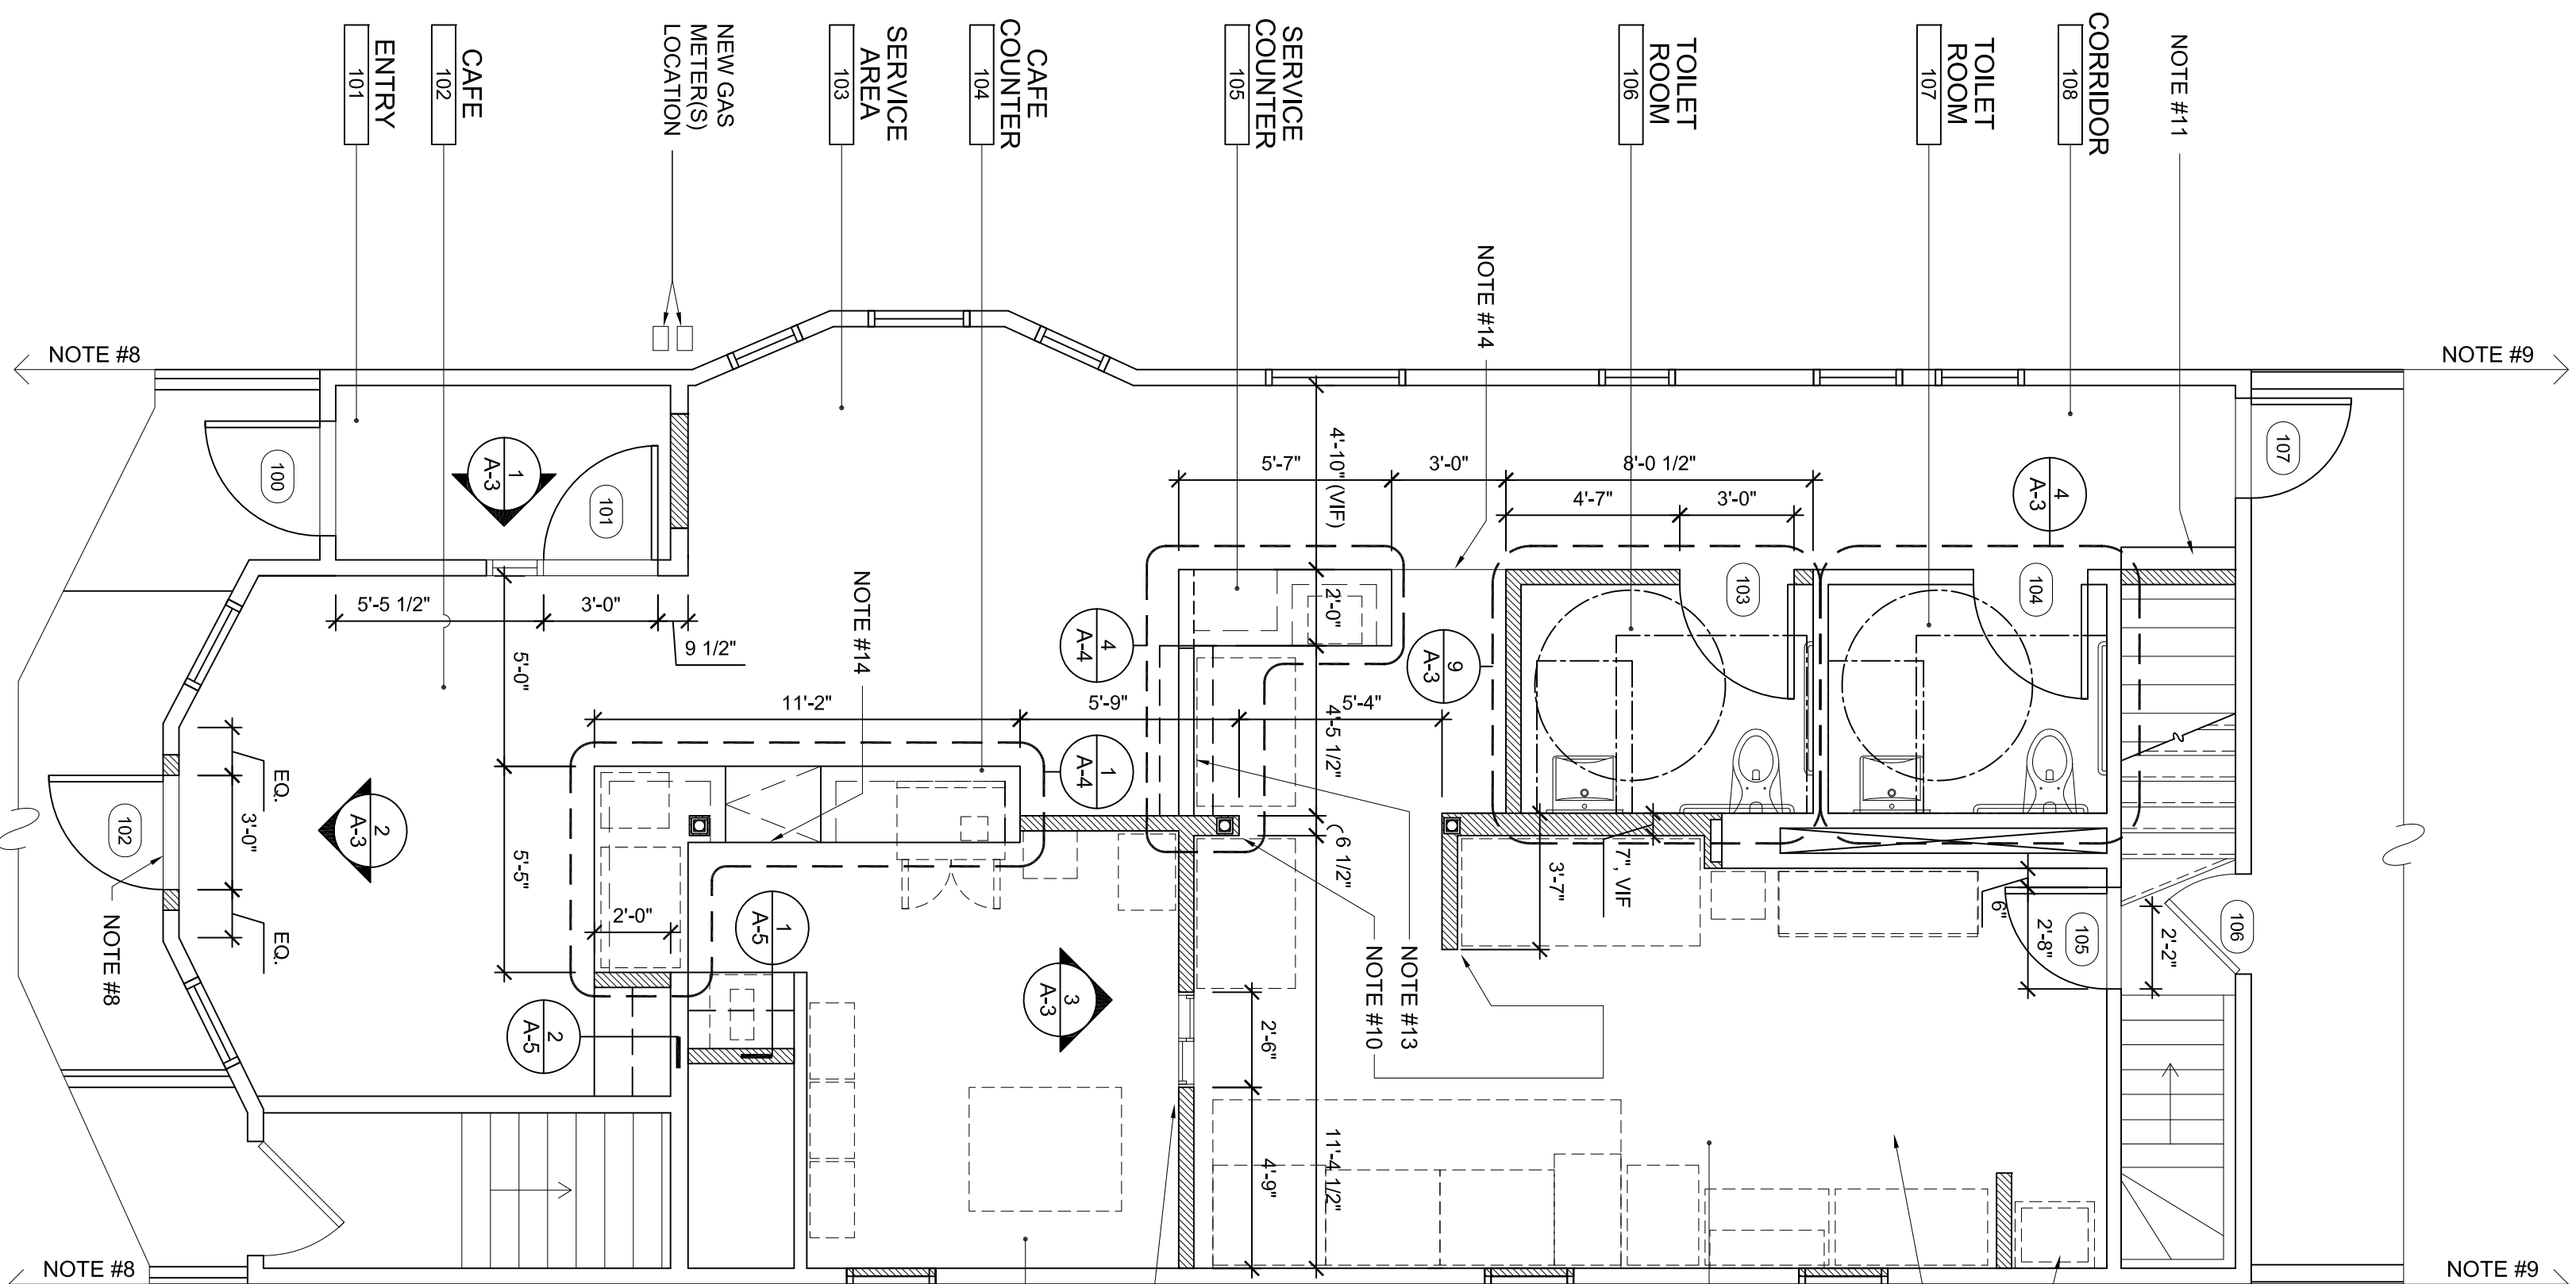 ENTRY
101
CAFE
102
NEW GAS
METER(S)
LOCATION
SERVICE
AREA
103
CAFE
COUNTER
104
SERVICE
COUNTER
105
TOILET
ROOM
106
TOILET
ROOM
107
CORRIDOR
108
NOTE #11
NOTE #14
NOTE #8
NOTE #9
100
1
A-3
101
5'-7"
4'-10" (VIF)
3'-0"
8'-0 1/2"
4'-7"
3'-0"
4
A-3
107
5'-5 1/2"
3'-0"
9 1/2"
5'-0"
NOTE #14
4
A-4
2'-0"
9
A-3
103
104
11'-2"
5'-9"
5'-4"
4'-5 1/2"
1
A-4
EQ.
3'-0"
EQ.
102
2
A-3
5'-5"
2'-0"
6 1/2"
3'-7"
7", VIF
6"
2'-8"
105
2'-2"
106
NOTE #8
1
A-5
2
A-5
3
A-3
NOTE #13
NOTE #10
2'-6"
4'-9"
11'-4 1/2"
NOTE #8
NOTE #9